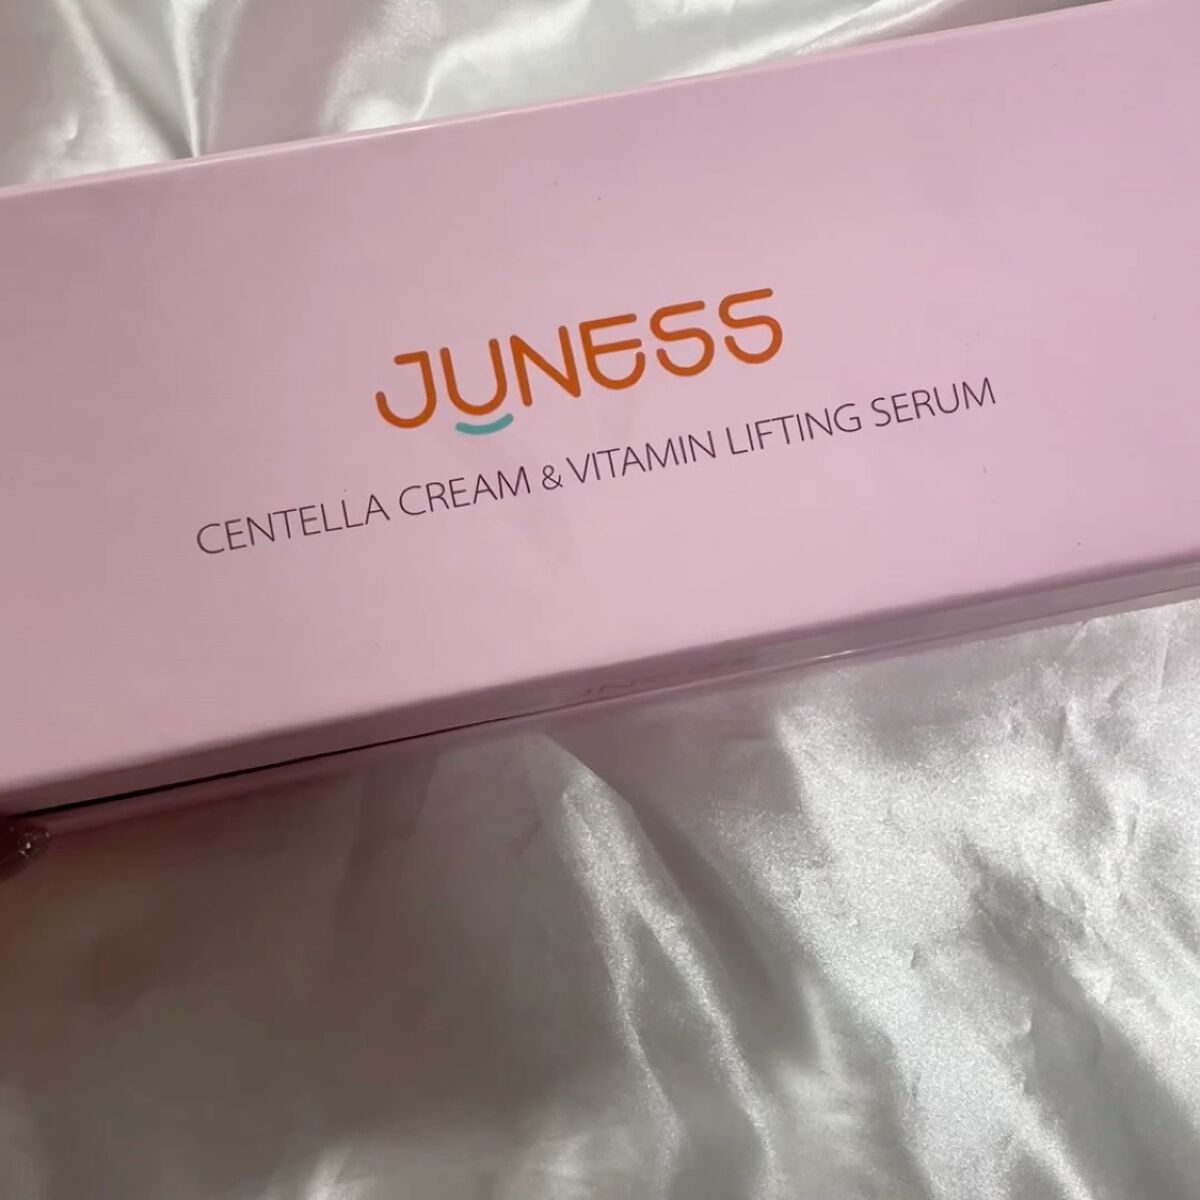 JUNESS
CENTELLA CREAM & VITAMIN LIFTING SERUM